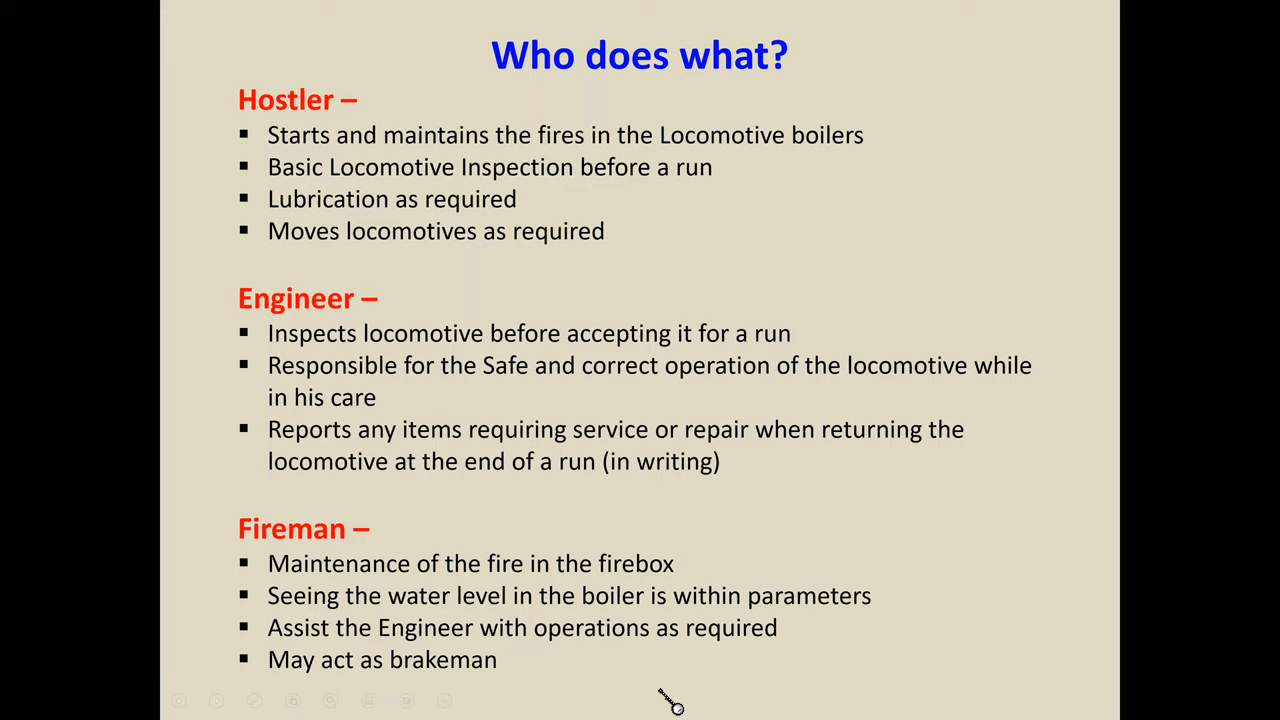 Who does what?
Hostler –
▪ Starts and maintains the fires in the Locomotive boilers
▪ Basic Locomotive Inspection before a run
▪ Lubrication as required
▪ Moves locomotives as required
Engineer –
▪ Inspects locomotive before accepting it for a run
▪ Responsible for the Safe and correct operation of the locomotive while
in his care
▪ Reports any items requiring service or repair when returning the
locomotive at the end of a run (in writing)
Fireman –
▪ Maintenance of the fire in the firebox
▪ Seeing the water level in the boiler is within parameters
▪ Assist the Engineer with operations as required
▪ May act as brakeman